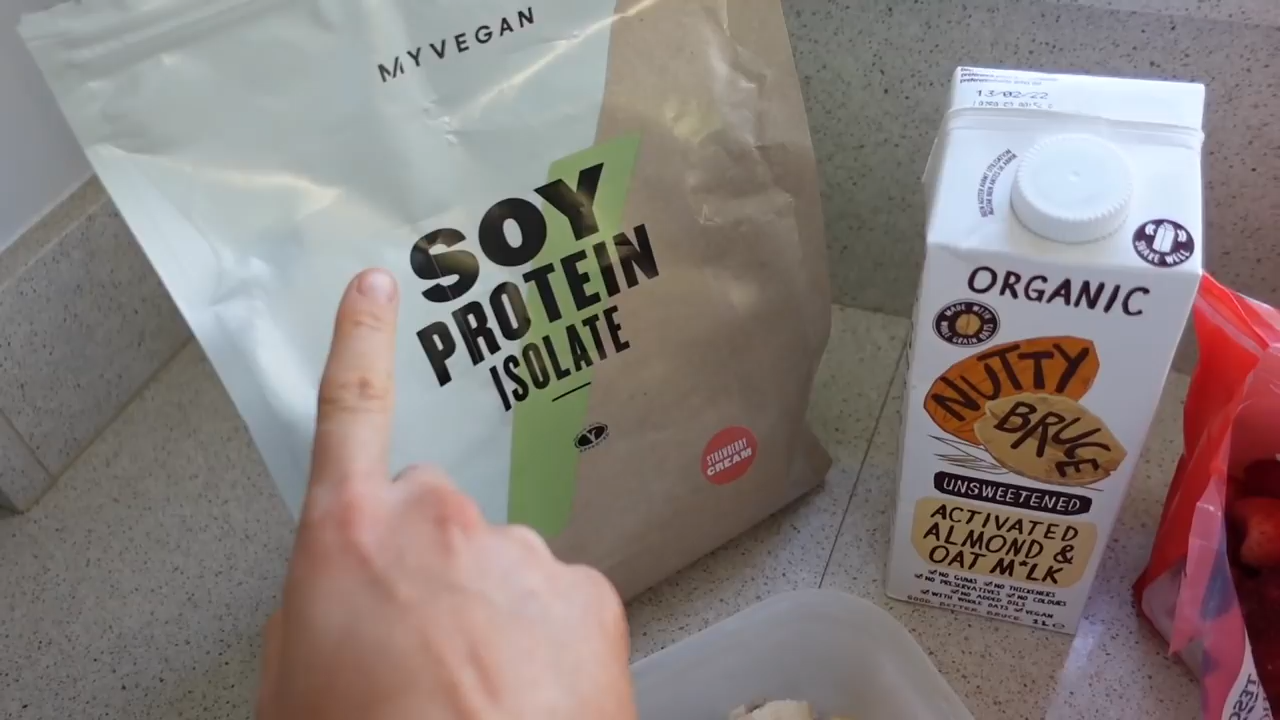 MYVEGAN
SOY
PROTEIN
ISOLATE
STRAWBERRY
CREAM
13/02/22
SHAKE WELL
ORGANIC
MADE WITH
WHOLE GRAIN OATS
NUTTY
BRUCE
UNSWEETENED
ACTIVATED
ALMOND &
OAT M*LK
NO GUMS NO THICKENERS
NO PRESERVATIVES NO COLOURS
NO ADDED OILS
WITH WHOLE OATS VEGAN
GOOD. BETTER. BRUCE. 1L e